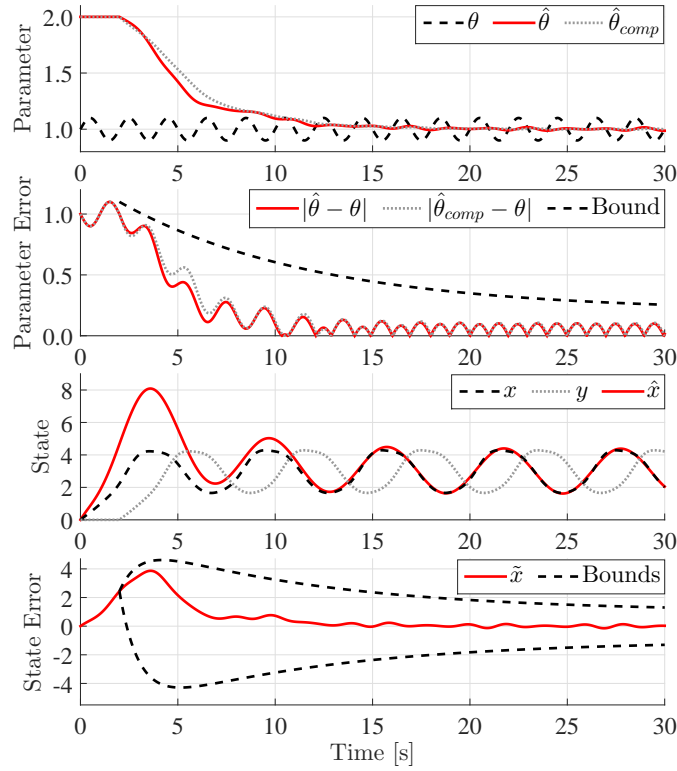 θ θ̂ θ̂_comp
Parameter
2.0
1.5
1.0
0 5 10 15 20 25 30
|θ̂ − θ| |θ̂_comp − θ| Bound
Parameter Error
1.0
0.5
0.0
0 5 10 15 20 25 30
x y x̂
State
8
6
4
2
0
0 5 10 15 20 25 30
x̃ Bounds
State Error
4
2
0
-2
-4
0 5 10 15 20 25 30
Time [s]